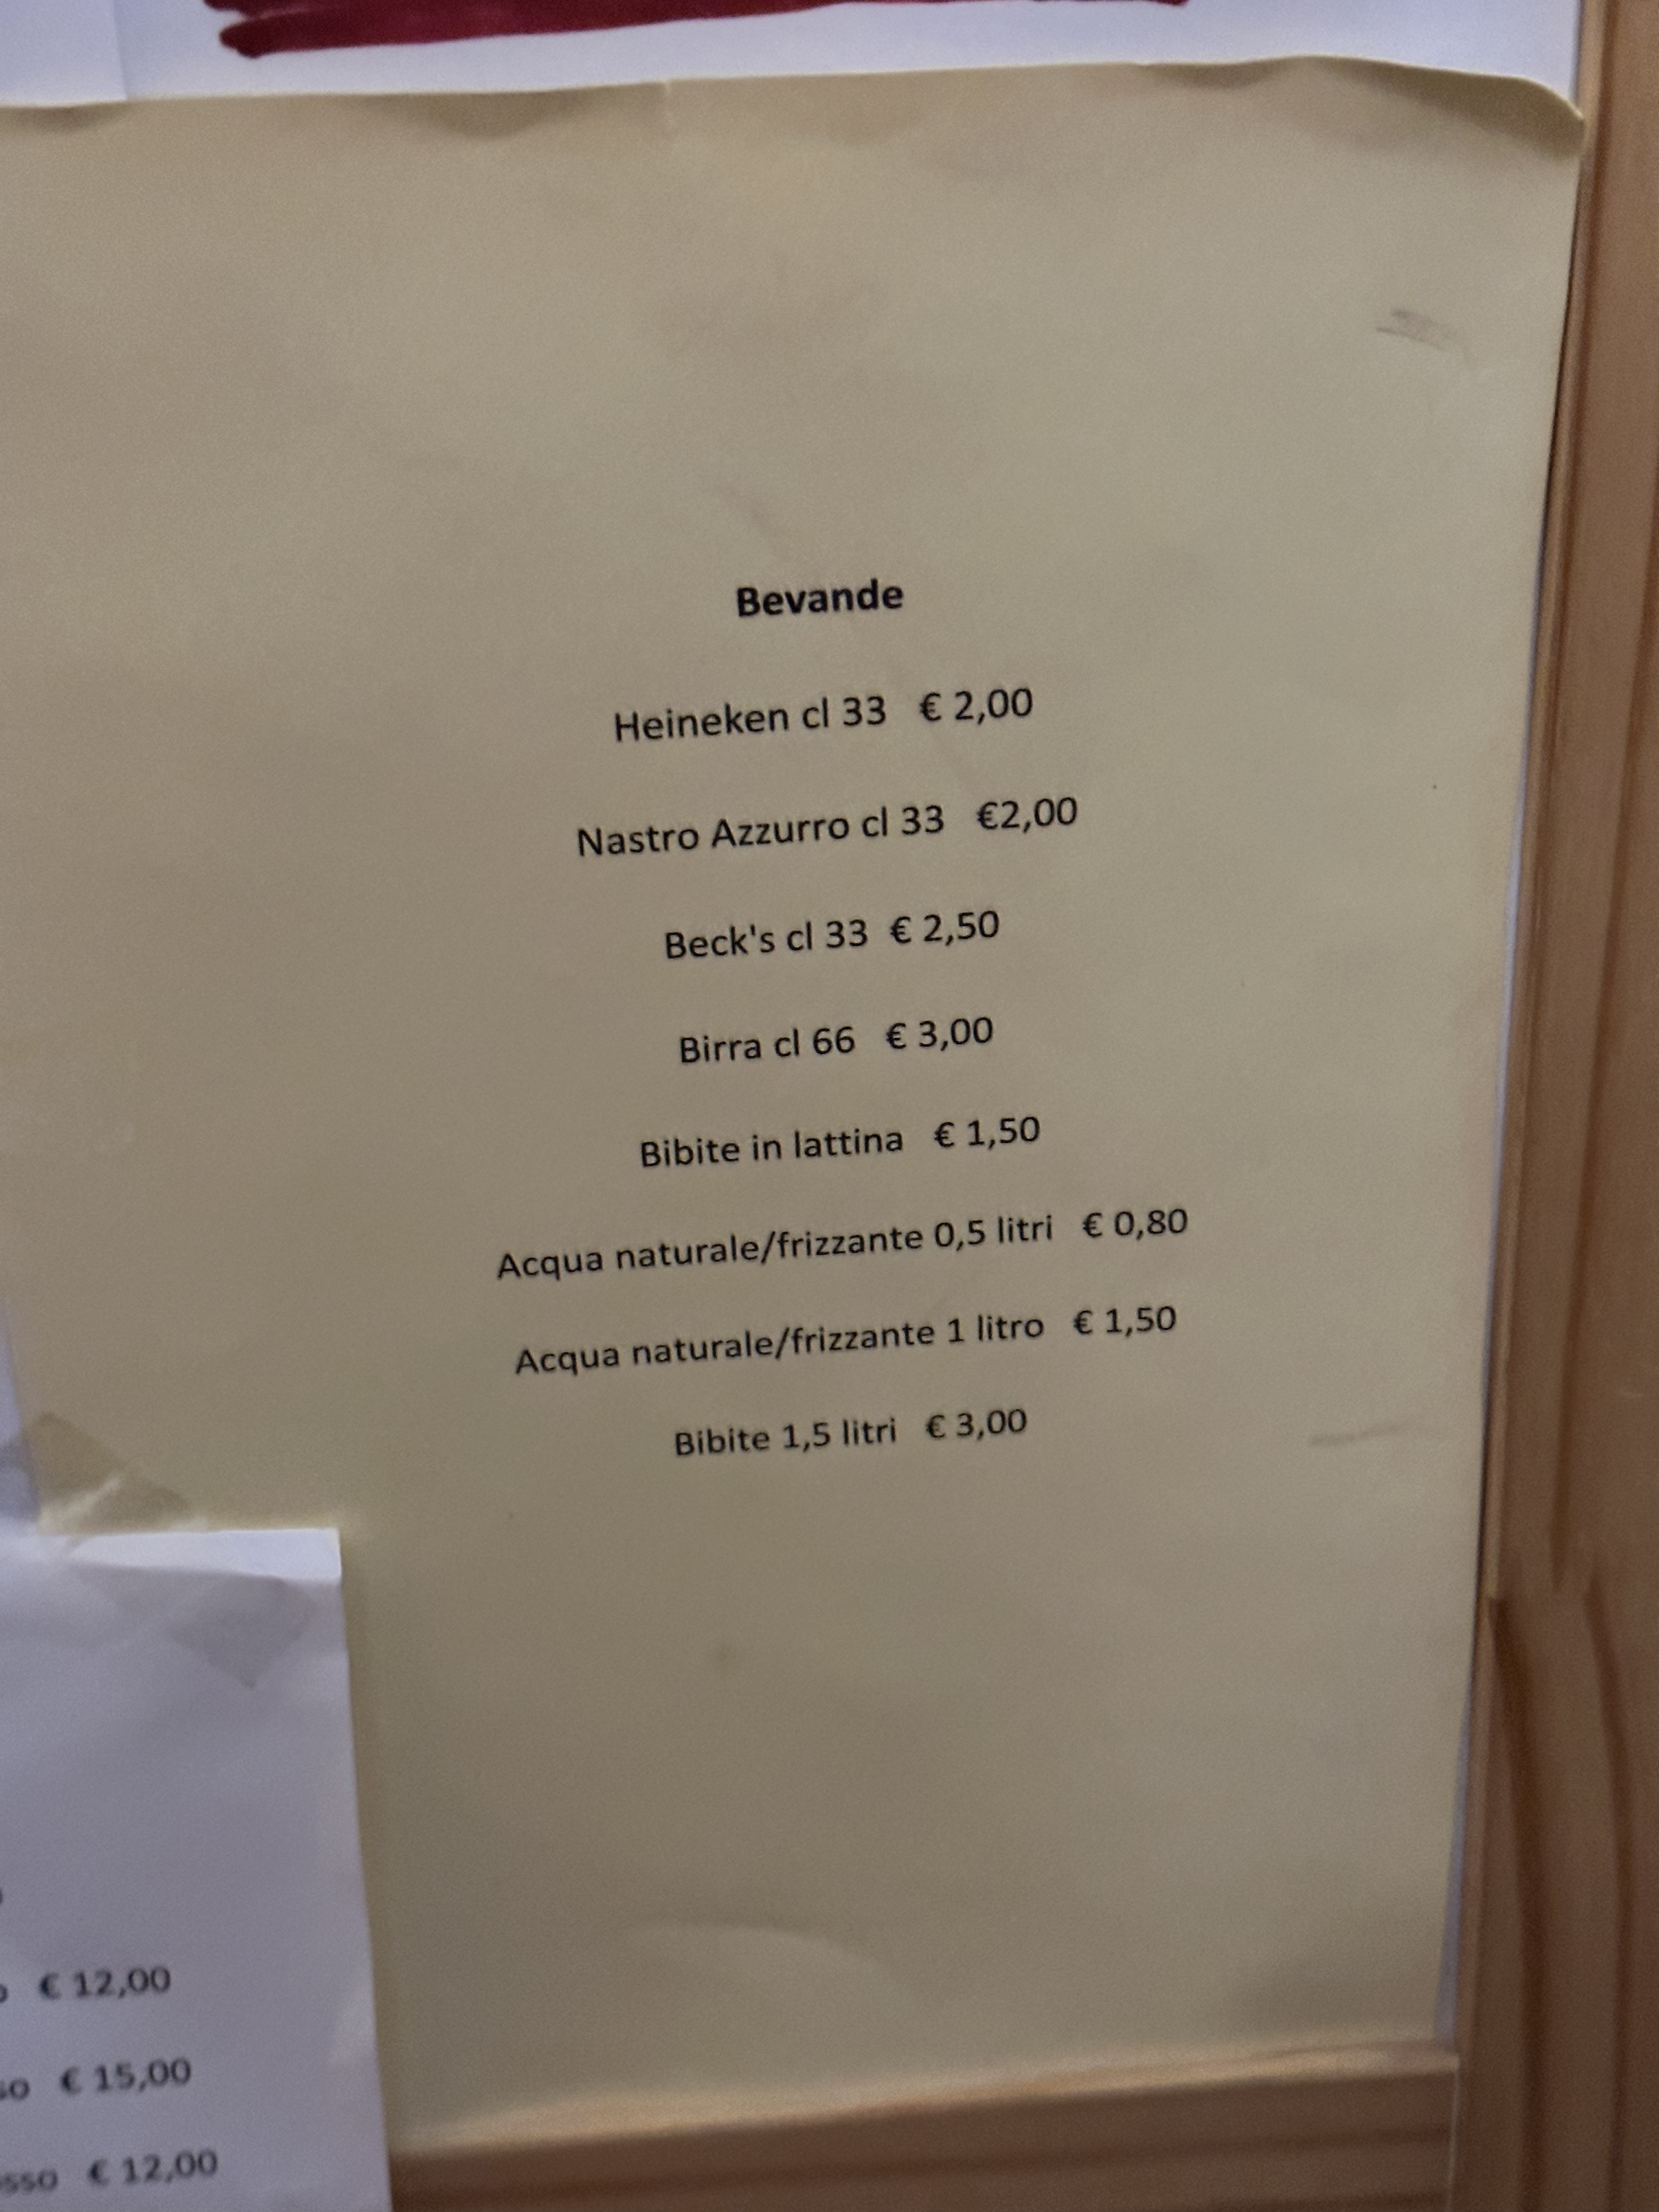 Bevande
Heineken cl 33 € 2,00
Nastro Azzurro cl 33 €2,00
Beck's cl 33 € 2,50
Birra cl 66 € 3,00
Bibite in lattina € 1,50
Acqua naturale/frizzante 0,5 litri € 0,80
Acqua naturale/frizzante 1 litro € 1,50
Bibite 1,5 litri € 3,00
€ 12,00
€ 15,00
€ 12,00